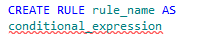 CREATE RULE rule_name AS
conditional_expression